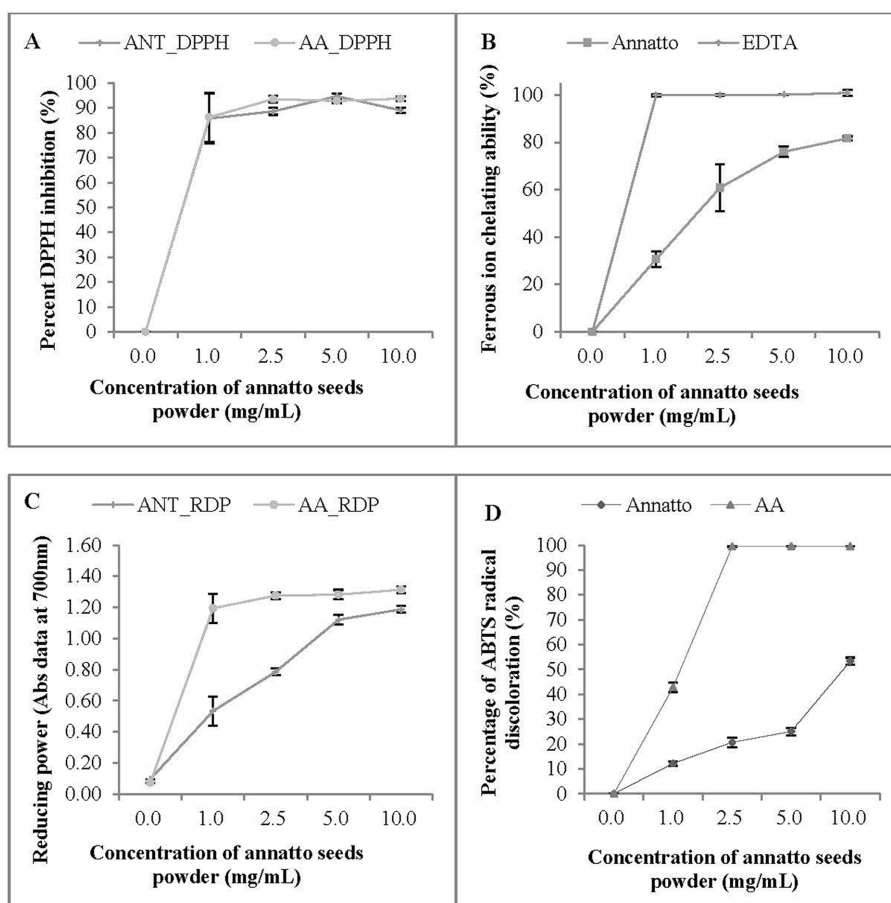 A
ANT_DPPH AA_DPPH
Percent DPPH inhibition (%)
100
90
80
70
60
50
40
30
20
10
0
0.0 1.0 2.5 5.0 10.0
Concentration of annatto seeds
powder (mg/mL)
B
Annatto EDTA
Ferrous ion chelating ability (%)
100
80
60
40
20
0
0.0 1.0 2.5 5.0 10.0
Concentration of annatto seeds
powder (mg/mL)
C
ANT_RDP AA_RDP
Reducing power (Abs data at 700nm)
1.60
1.40
1.20
1.00
0.80
0.60
0.40
0.20
0.00
0.0 1.0 2.5 5.0 10.0
Concentration of annatto seeds
powder (mg/mL)
D
Annatto AA
Percentage of ABTS radical
discoloration (%)
100
90
80
70
60
50
40
30
20
10
0
0.0 1.0 2.5 5.0 10.0
Concentration of annatto seeds
powder (mg/mL)